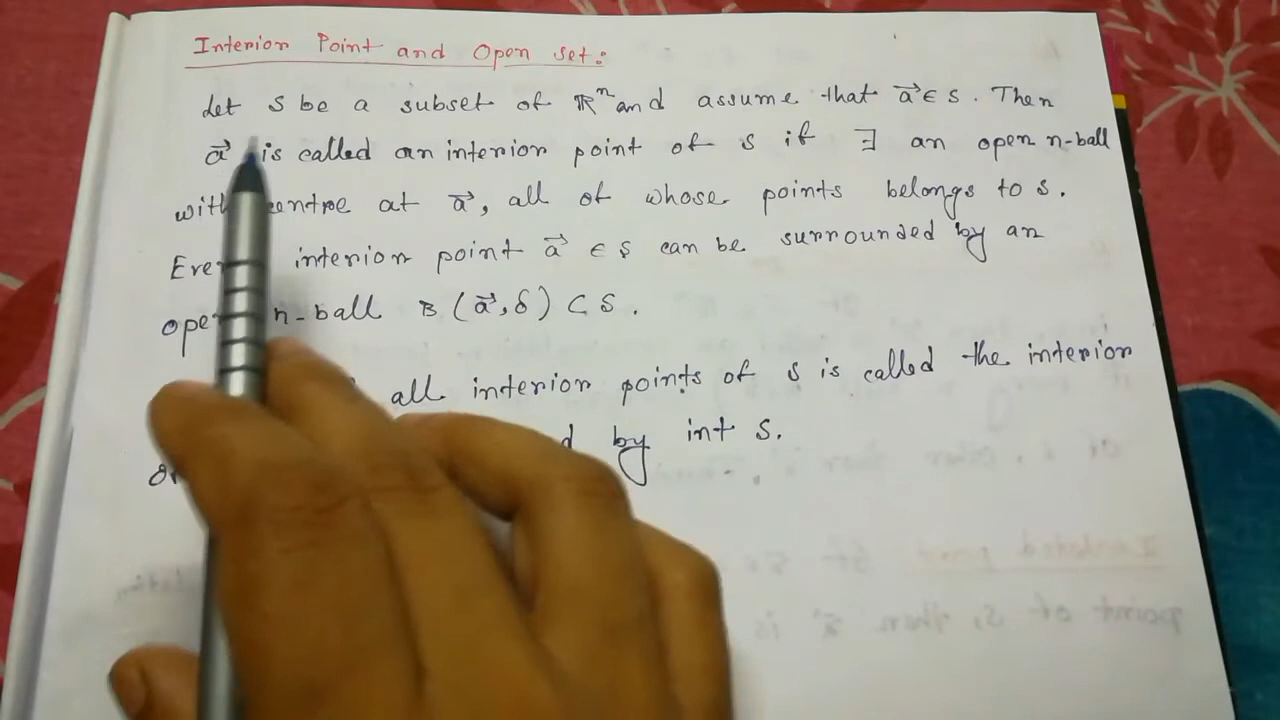 Interior Point and Open set:
Let S be a subset of ℝⁿ and assume that a⃗ ∈ S. Then
a⃗ is called an interior point of S if ∃ an open n-ball
with centre at a⃗, all of whose points belongs to S.
interior point a⃗ ∈ S can be surrounded by an
n-ball B (a⃗, δ) ⊂ S.
all interior points of S is called the interior
by int S.